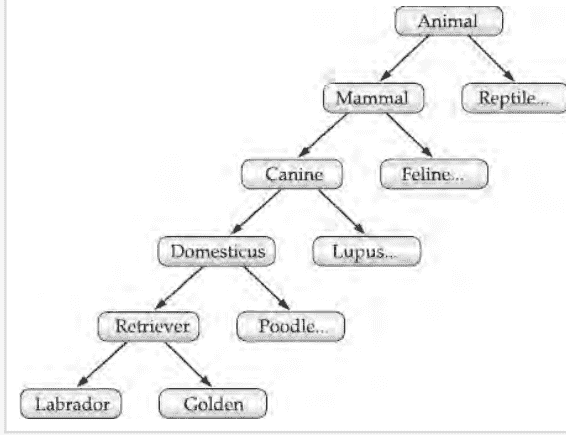 Animal
Mammal
Reptile...
Canine
Feline...
Domesticus
Lupus...
Retriever
Poodle...
Labrador
Golden